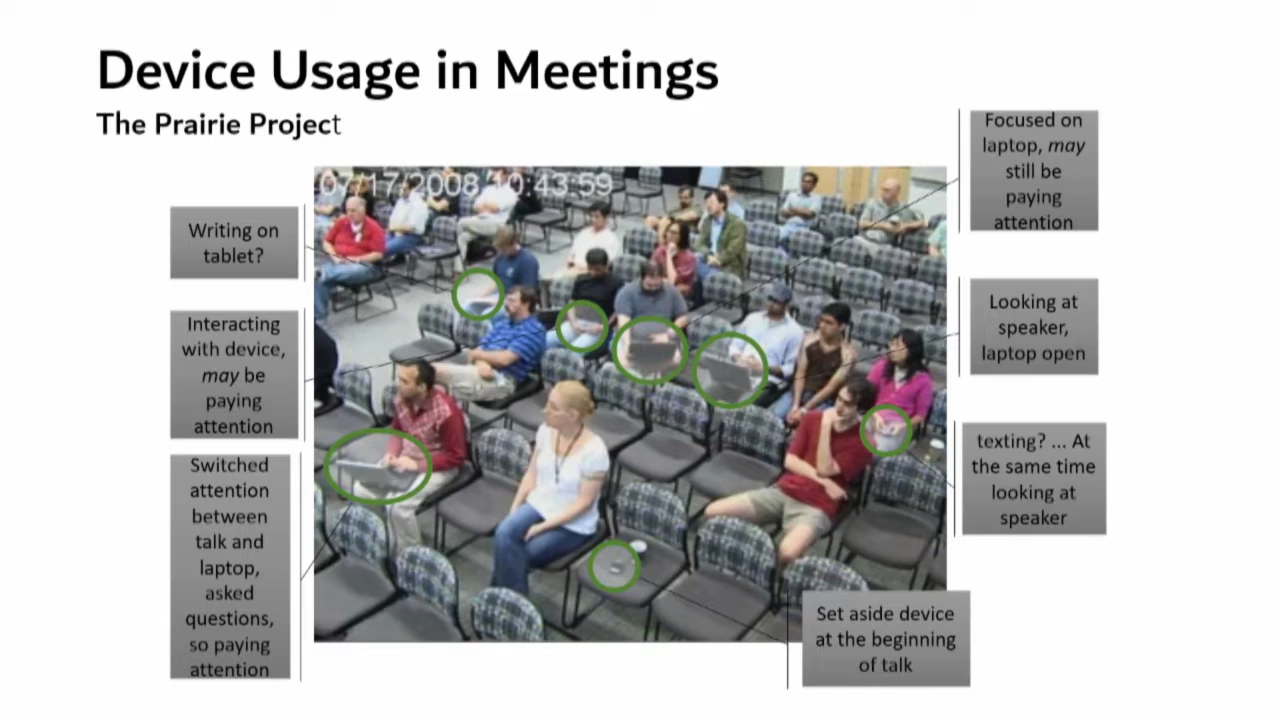 Device Usage in Meetings
The Prairie Project
07/17/2008 10:43:59
Writing on
tablet?
Interacting
with device,
may be
paying
attention
Switched
attention
between
talk and
laptop,
asked
questions,
so paying
attention
Focused on
laptop, may
still be
paying
attention
Looking at
speaker,
laptop open
texting? ... At
the same time
looking at
speaker
Set aside device
at the beginning
of talk